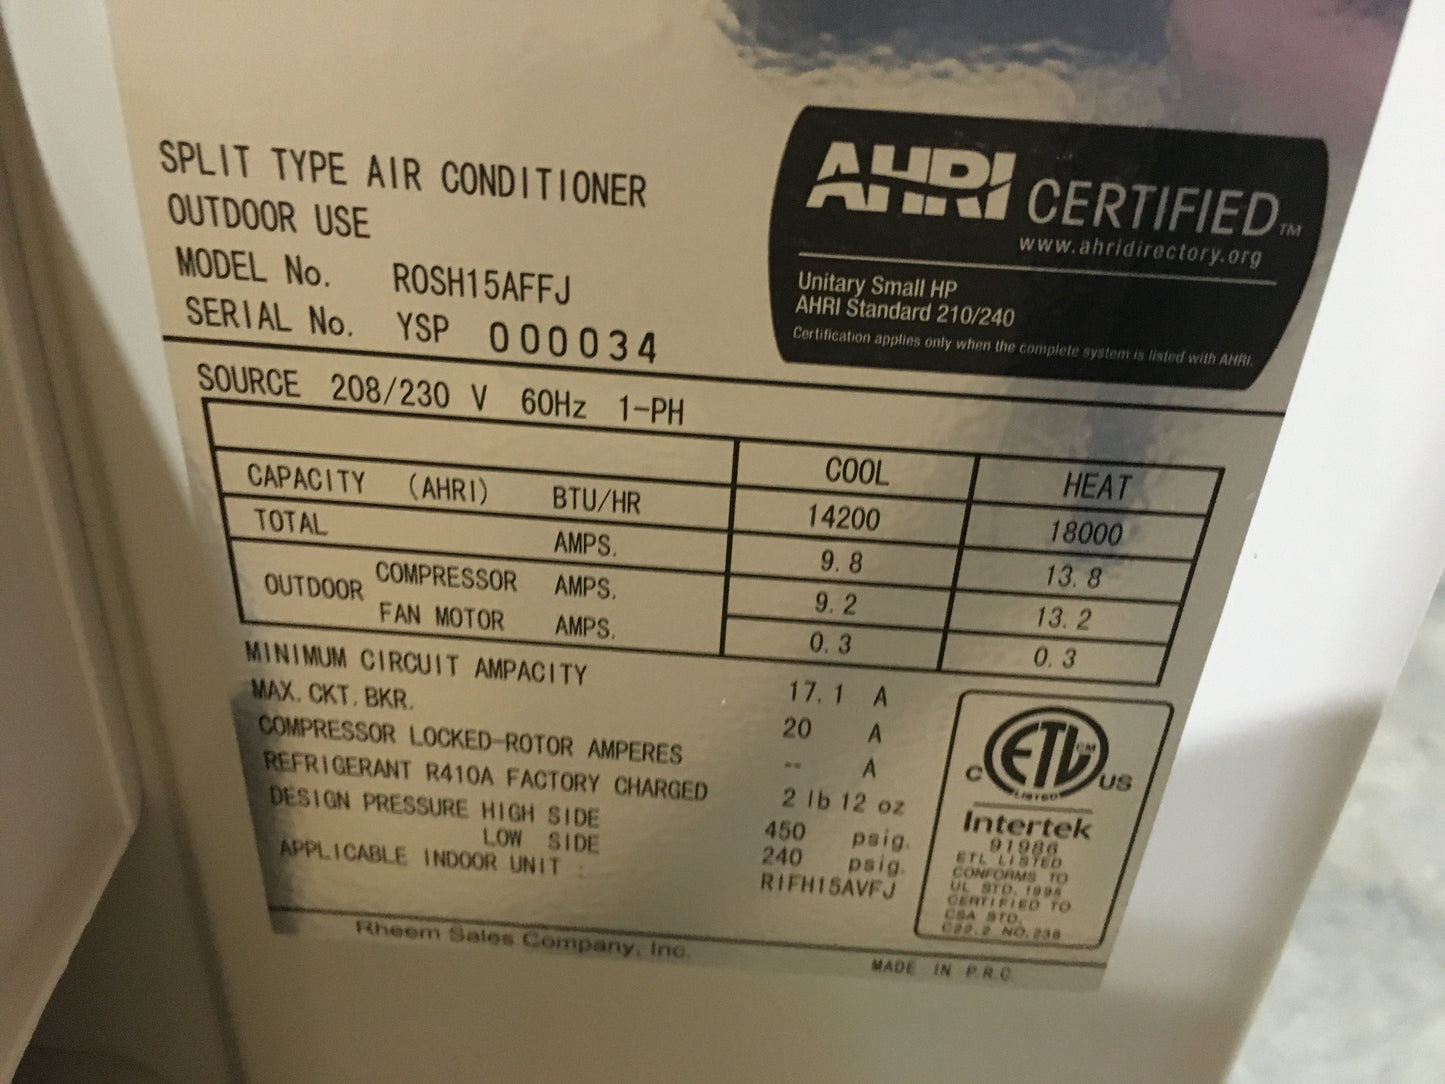 SPLIT TYPE AIR CONDITIONER
OUTDOOR USE
MODEL No. ROSH15AFFJ
SERIAL No. YSP 000034
AHRI CERTIFIED™
www.ahridirectory.org
Unitary Small HP
AHRI Standard 210/240
Certification applies only when the complete system is listed with AHRI.
SOURCE 208/230 V 60Hz 1-PH
COOL HEAT
CAPACITY (AHRI) BTU/HR 14200 18000
TOTAL AMPS. 9.8 13.8
OUTDOOR COMPRESSOR AMPS. 9.2 13.2
FAN MOTOR AMPS. 0.3 0.3
MINIMUM CIRCUIT AMPACITY 17.1 A
MAX. CKT. BKR. 20 A
COMPRESSOR LOCKED-ROTOR AMPERES -- A
REFRIGERANT R410A FACTORY CHARGED 2 lb 12 oz
DESIGN PRESSURE HIGH SIDE 450 psig.
LOW SIDE 240 psig.
APPLICABLE INDOOR UNIT : RIFH15AVFJ
ETL CM
LISTED
C US
Intertek
91986
ETL LISTED
CONFORMS TO
UL STD. 1995
CERTIFIED TO
CSA STD.
C22.2 NO.236
Rheem Sales Company, Inc.
MADE IN P.R.C.